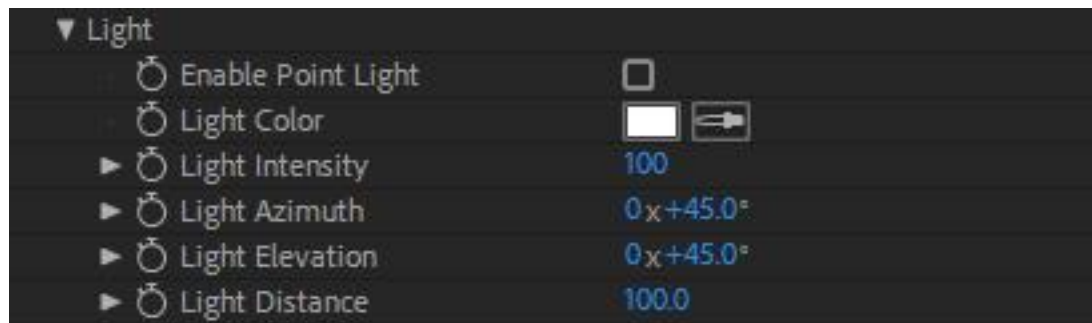 Light
Enable Point Light
Light Color
Light Intensity 100
Light Azimuth 0x+45.0°
Light Elevation 0x+45.0°
Light Distance 100.0